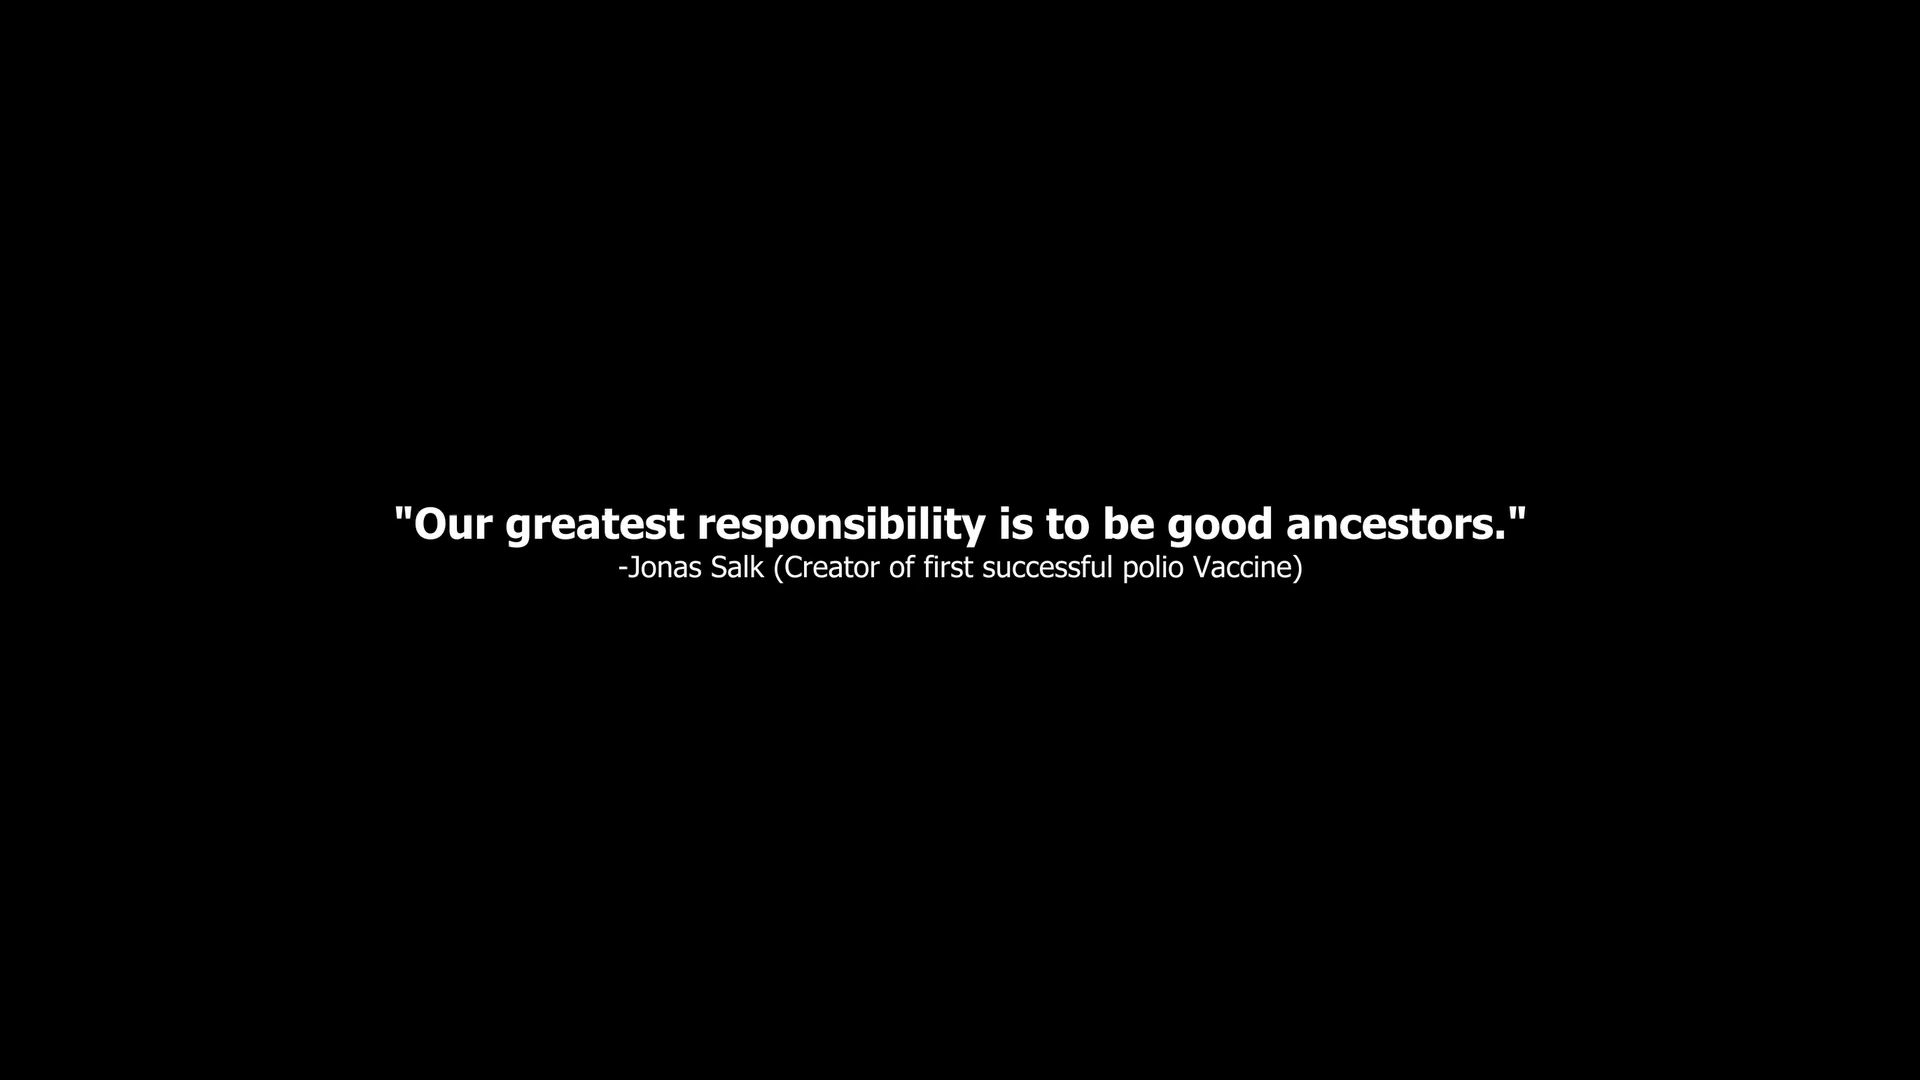 "Our greatest responsibility is to be good ancestors."
-Jonas Salk (Creator of first successful polio Vaccine)